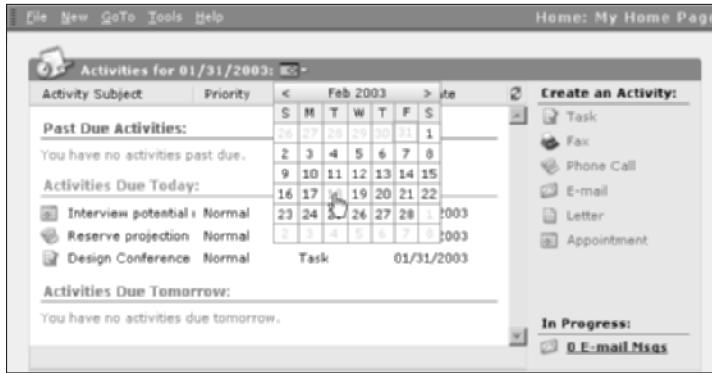 File New GoTo Tools Help
Home: My Home Page
Activities for 01/31/2003:
Activity Subject Priority
< Feb 2003 >
S M T W T F S
26 27 28 29 30 31 1
2 3 4 5 6 7 8
9 10 11 12 13 14 15
16 17 18 19 20 21 22
23 24 26 27 28 1
2 3 4 5 6 7 8
Past Due Activities:
You have no activities past due.
Activities Due Today:
Interview potential Normal 2003
Reserve projection Normal 2003
Design Conference Normal Task 01/31/2003
Activities Due Tomorrow:
You have no activities due tomorrow.
Create an Activity:
Task
Fax
Phone Call
E-mail
Letter
Appointment
In Progress:
0 E-mail Msgs